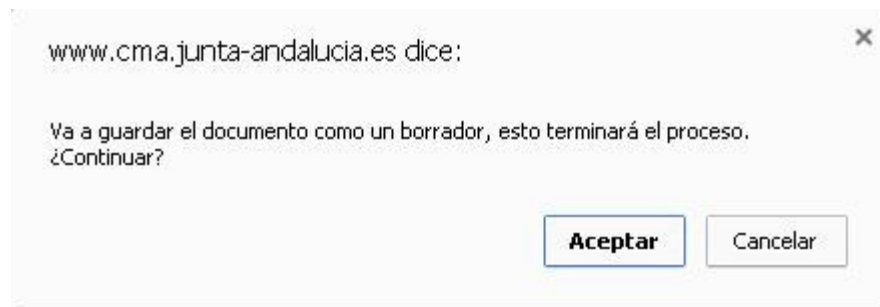 www.cma.junta-andalucia.es dice:
Va a guardar el documento como un borrador, esto terminará el proceso.
¿Continuar?
Aceptar
Cancelar